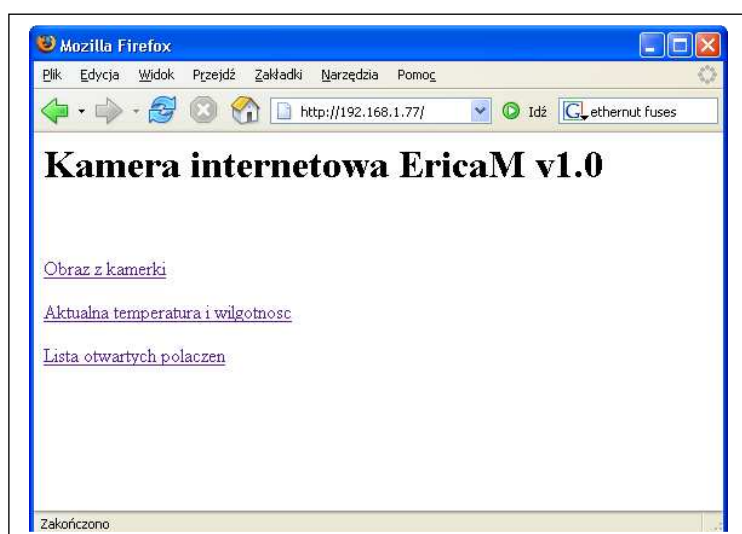 Mozilla Firefox
Plik Edycja Widok Przejdź Zakładki Narzędzia Pomoc
http://192.168.1.77/ Idź G ethernut fuses
Kamera internetowa EricaM v1.0
Obraz z kamerki
Aktualna temperatura i wilgotnosc
Lista otwartych polaczen
Zakończono